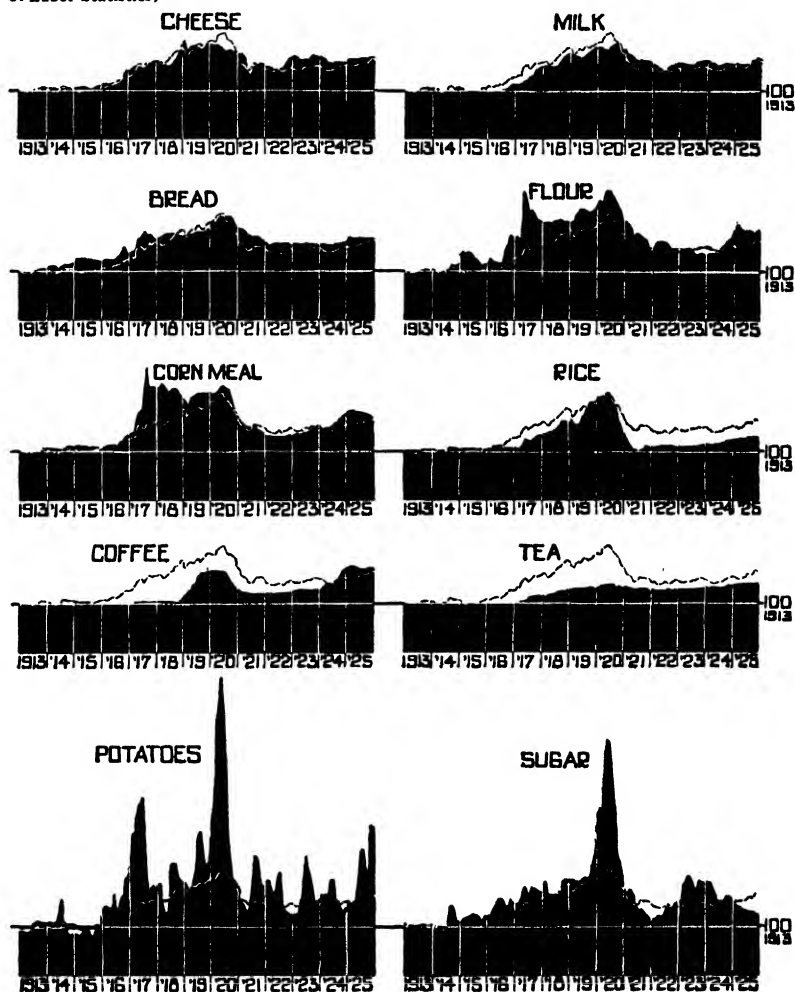 CHEESE MILK
100
1913
1913 '14 '15 '16 '17 '18 '19 '20 '21 '22 '23 '24 '25 1913 '14 '15 '16 '17 '18 '19 '20 '21 '22 '23 '24 '25
BREAD FLOUR
100
1913
1913 '14 '15 '16 '17 '18 '19 '20 '21 '22 '23 '24 '25 1913 '14 '15 '16 '17 '18 '19 '20 '21 '22 '23 '24 '25
CORN MEAL RICE
100
1913
1913 '14 '15 '16 '17 '18 '19 '20 '21 '22 '23 '24 '25 1913 '14 '15 '16 '17 '18 '19 '20 '21 '22 '23 '24 '25
COFFEE TEA
100
1913
1913 '14 '15 '16 '17 '18 '19 '20 '21 '22 '23 '24 '25 1913 '14 '15 '16 '17 '18 '19 '20 '21 '22 '23 '24 '25
POTATOES SUGAR
100
1913
1913 '14 '15 '16 '17 '18 '19 '20 '21 '22 '23 '24 '25 1913 '14 '15 '16 '17 '18 '19 '20 '21 '22 '23 '24 '25